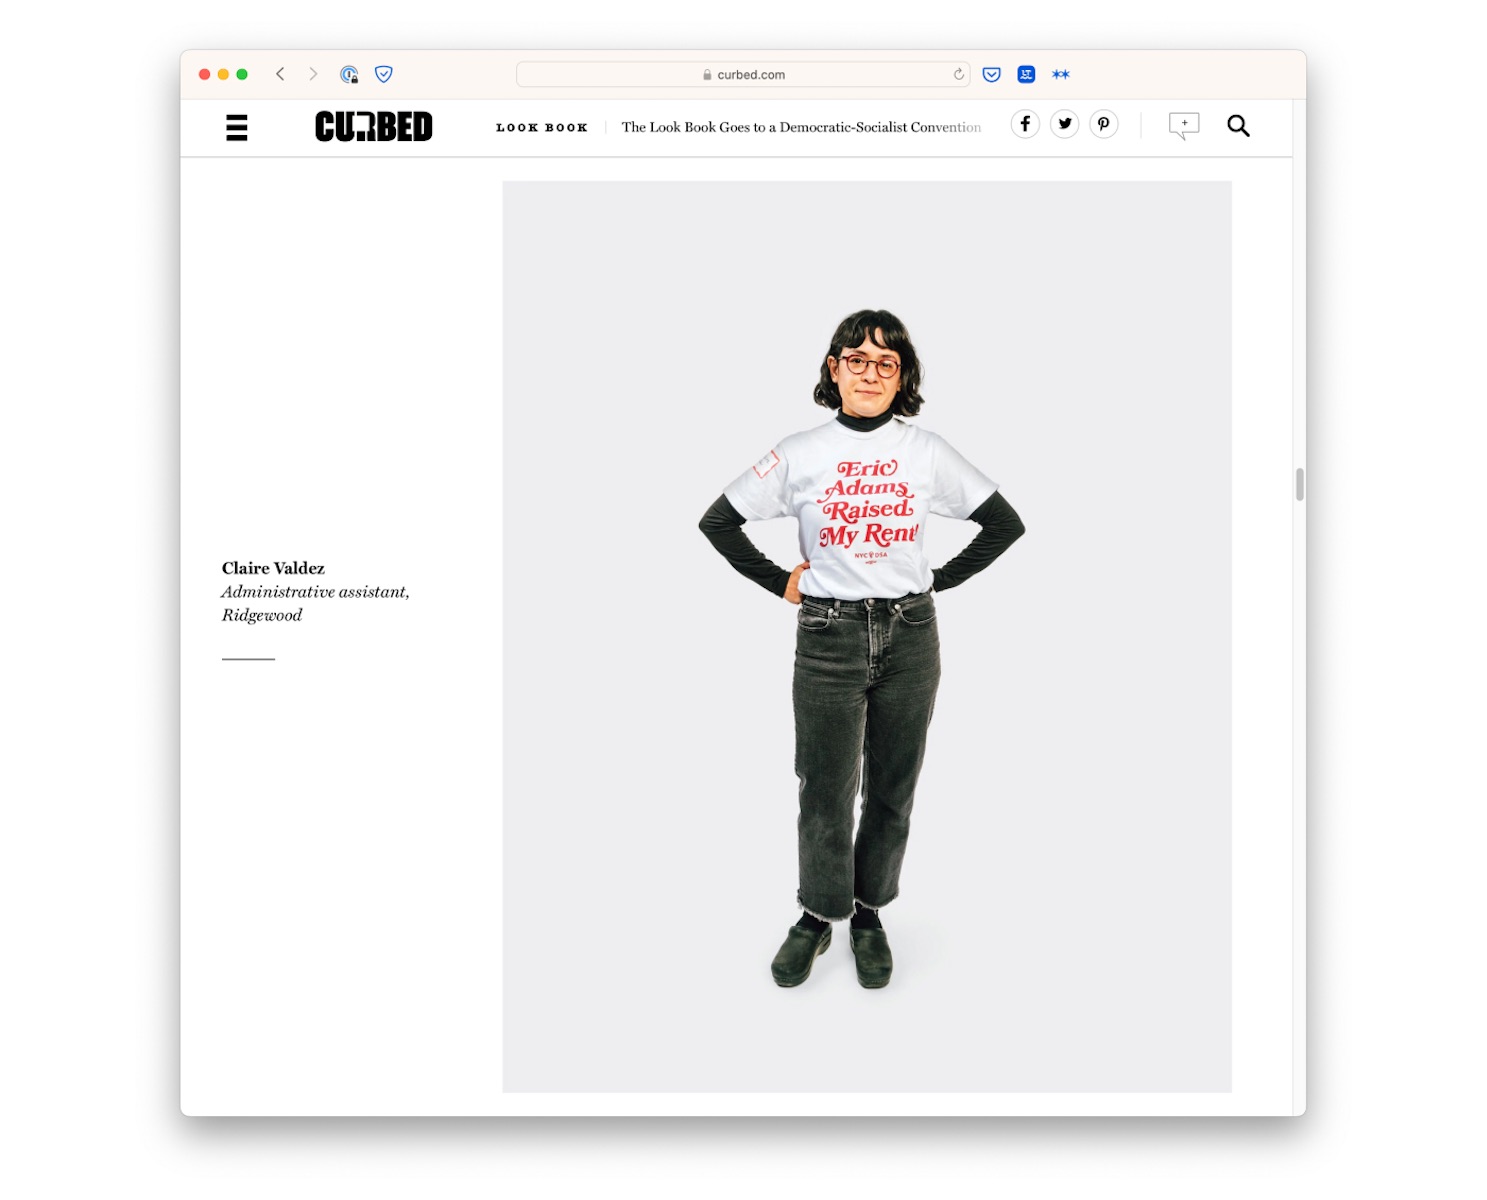 curbed.com
CURBED
LOOK BOOK
The Look Book Goes to a Democratic-Socialist Convention
Eric
Adams
Raised
My Rent!
NYC DSA
Claire Valdez
Administrative assistant,
Ridgewood